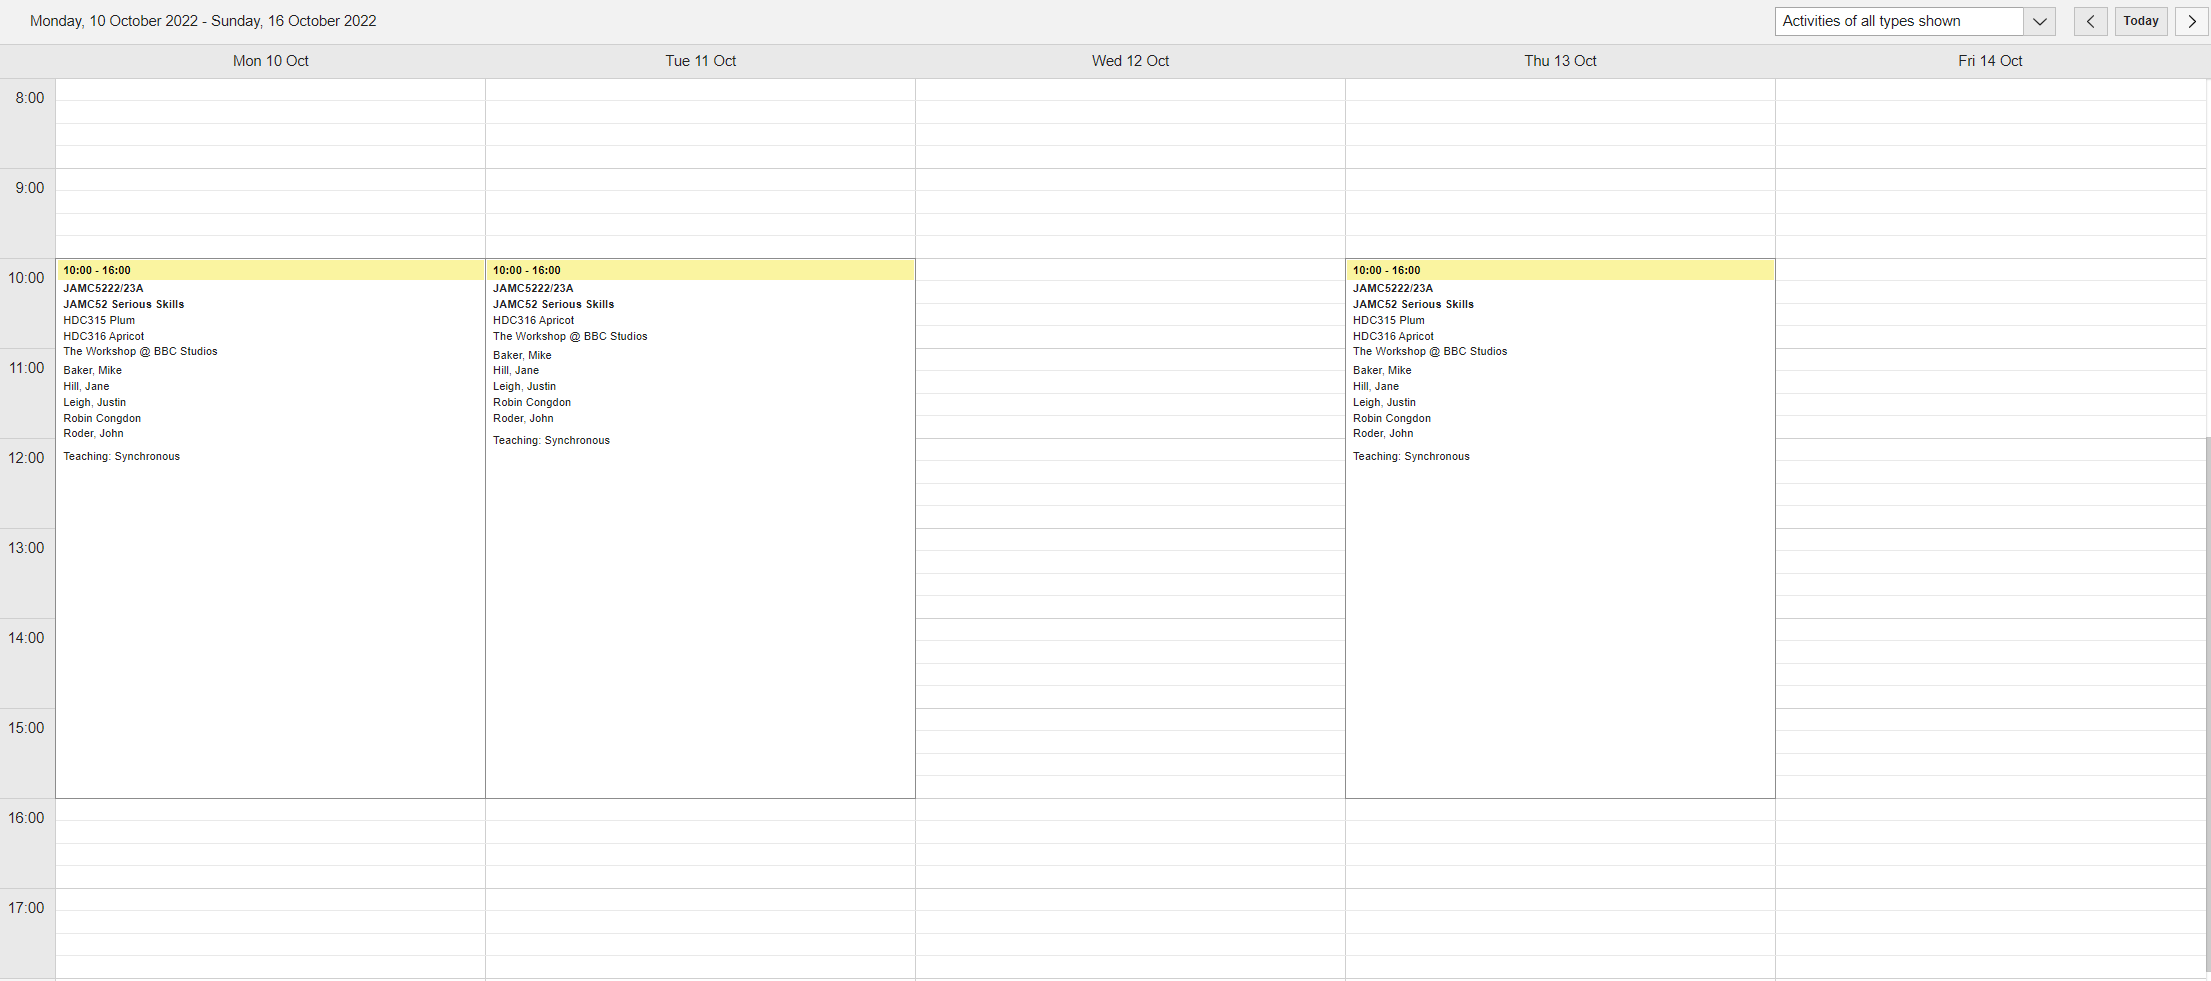 Monday, 10 October 2022 - Sunday, 16 October 2022
Activities of all types shown
Today
Mon 10 Oct
Tue 11 Oct
Wed 12 Oct
Thu 13 Oct
Fri 14 Oct
8:00
9:00
10:00
11:00
12:00
13:00
14:00
15:00
16:00
17:00
10:00 - 16:00
JAMC5222/23A
JAMC52 Serious Skills
HDC315 Plum
HDC316 Apricot
The Workshop @ BBC Studios
Baker, Mike
Hill, Jane
Leigh, Justin
Robin Congdon
Roder, John
Teaching: Synchronous
10:00 - 16:00
JAMC5222/23A
JAMC52 Serious Skills
HDC316 Apricot
The Workshop @ BBC Studios
Baker, Mike
Hill, Jane
Leigh, Justin
Robin Congdon
Roder, John
Teaching: Synchronous
10:00 - 16:00
JAMC5222/23A
JAMC52 Serious Skills
HDC315 Plum
HDC316 Apricot
The Workshop @ BBC Studios
Baker, Mike
Hill, Jane
Leigh, Justin
Robin Congdon
Roder, John
Teaching: Synchronous